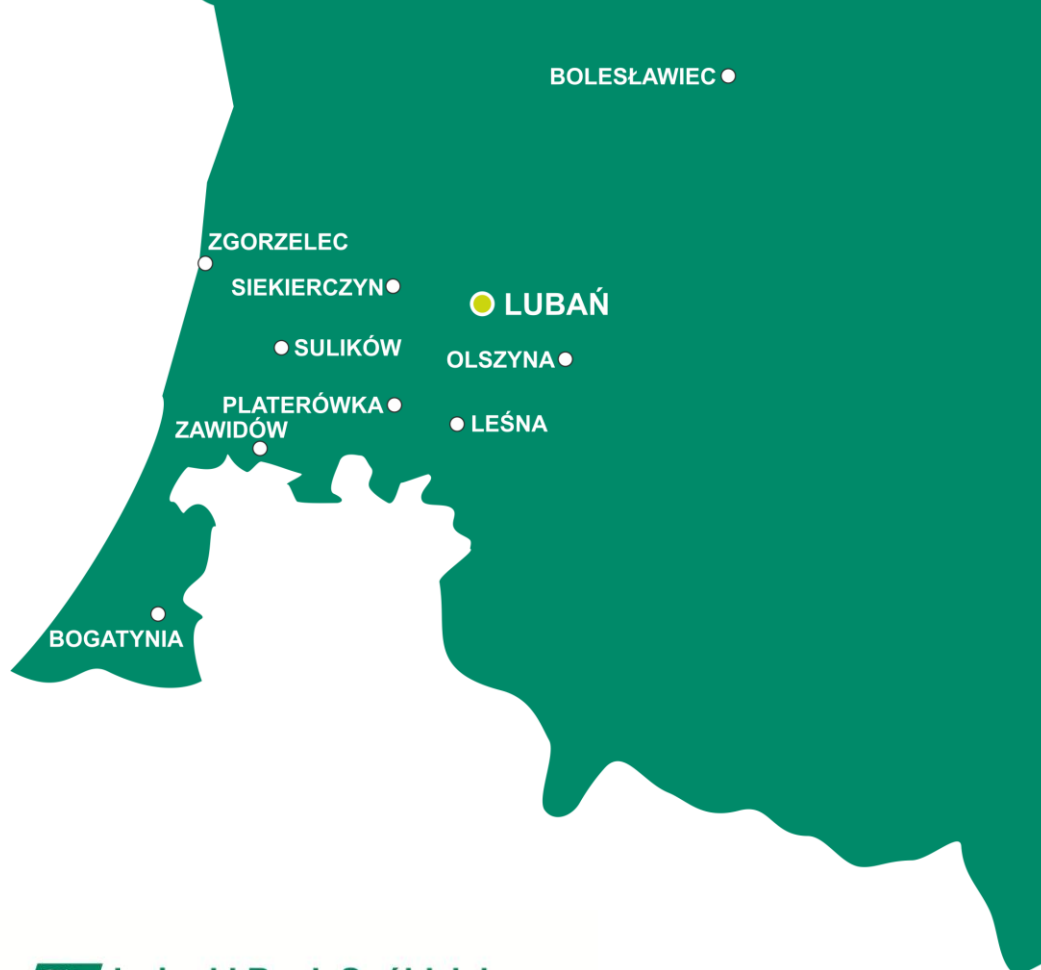 BOLESŁAWIEC
ZGORZELEC
SIEKIERCZYN
LUBAŃ
SULIKÓW
OLSZYNA
PLATERÓWKA
LEŚNA
ZAWIDÓW
BOGATYNIA